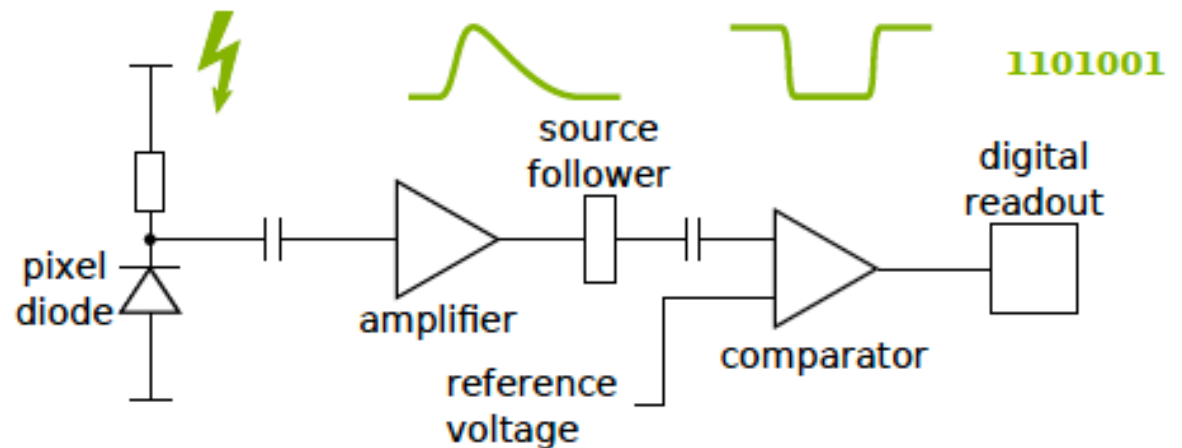 1101001
source
follower
digital
readout
pixel
diode
amplifier
comparator
reference
voltage